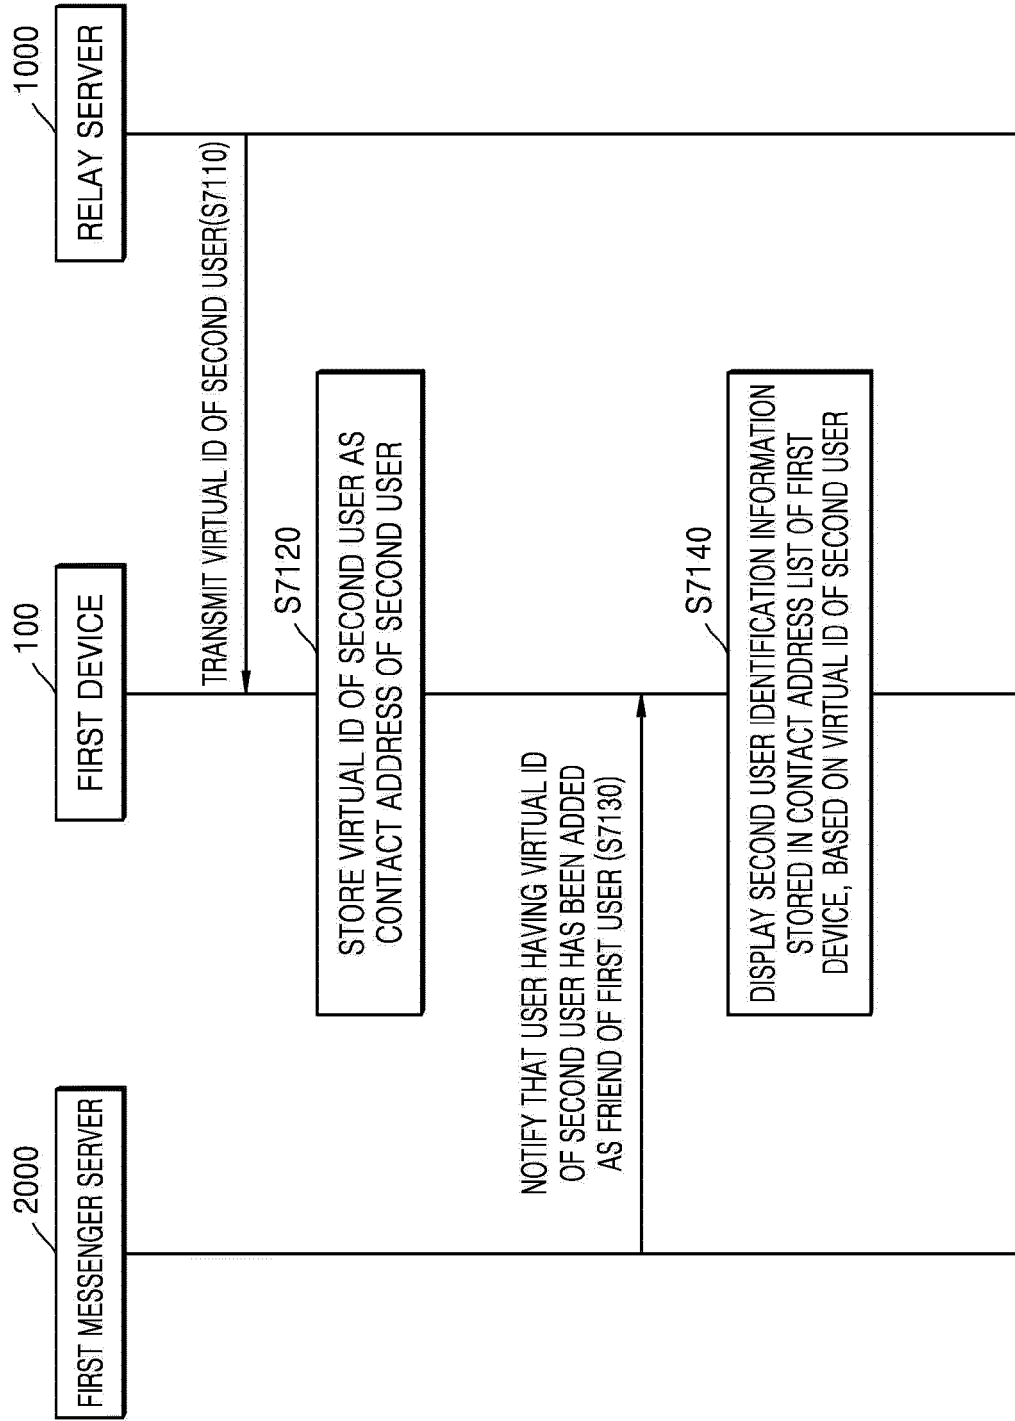 2000
FIRST MESSENGER SERVER
100
FIRST DEVICE
1000
RELAY SERVER
TRANSMIT VIRTUAL ID OF SECOND USER(S7110)
S7120
STORE VIRTUAL ID OF SECOND USER AS
CONTACT ADDRESS OF SECOND USER
NOTIFY THAT USER HAVING VIRTUAL ID
OF SECOND USER HAS BEEN ADDED
AS FRIEND OF FIRST USER (S7130)
S7140
DISPLAY SECOND USER IDENTIFICATION INFORMATION
STORED IN CONTACT ADDRESS LIST OF FIRST
DEVICE, BASED ON VIRTUAL ID OF SECOND USER